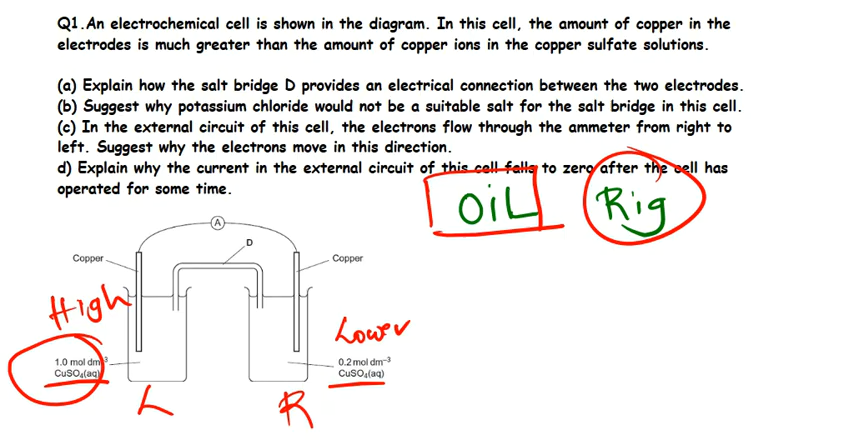 Q1.An electrochemical cell is shown in the diagram. In this cell, the amount of copper in the
electrodes is much greater than the amount of copper ions in the copper sulfate solutions.
(a) Explain how the salt bridge D provides an electrical connection between the two electrodes.
(b) Suggest why potassium chloride would not be a suitable salt for the salt bridge in this cell.
(c) In the external circuit of this cell, the electrons flow through the ammeter from right to
left. Suggest why the electrons move in this direction.
d) Explain why the current in the external circuit of this cell falls to zero after the cell has
operated for some time.
OiL Rig
A
D
Copper
Copper
High
Lower
1.0 mol dm-3
CuSO4(aq)
0.2 mol dm-3
CuSO4(aq)
L
R